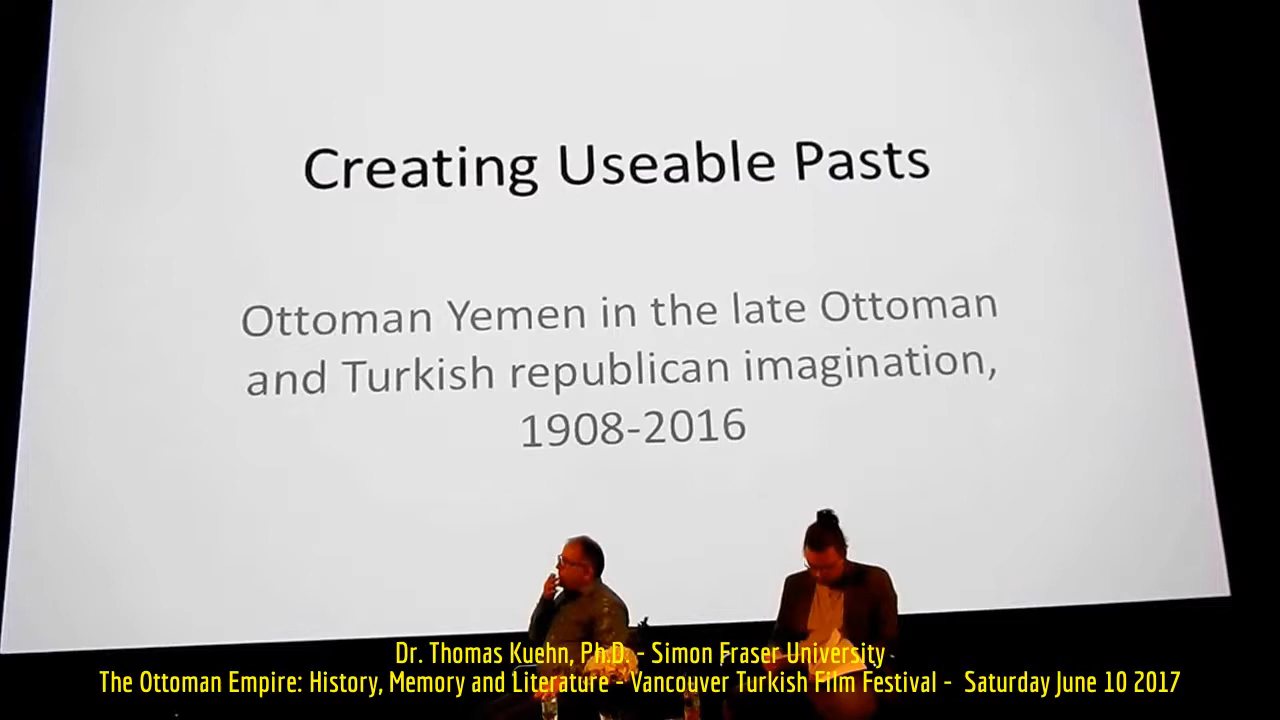 Creating Useable Pasts
Ottoman Yemen in the late Ottoman
and Turkish republican imagination,
1908-2016
Dr. Thomas Kuehn, Ph.D. - Simon Fraser University
The Ottoman Empire: History, Memory and Literature - Vancouver Turkish Film Festival - Saturday June 10 2017